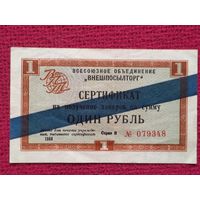 1
ВСЕСОЮЗНОЕ ОБЪЕДИНЕНИЕ
1
"ВНЕШПОСЫЛТОРГ"
СЕРТИФИКАТ
на получение товаров на сумму
ОДИН РУБЛЬ
Серия В № 079348
1
1966
1